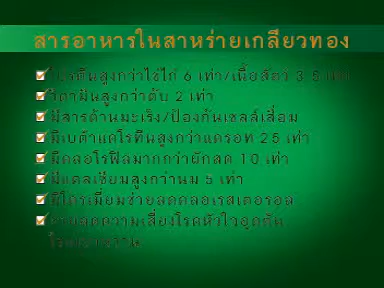 สารอาหารในสาหร่ายเกลียวทอง
โปรตีนสูงกว่าไข่ไก่ 6 เท่า/เนื้อสัตว์ 3.5 เท่า
วิตามินสูงกว่าตับ 2 เท่า
มีสารต้านมะเร็ง/ป้องกันเซลล์เสื่อม
มีเบต้าแคโรทีนสูงกว่าแครอท 25 เท่า
มีคลอโรฟิลมากกว่าผักสด 10 เท่า
มีแคลเซียมสูงกว่านม 5 เท่า
มีโครเมี่ยมช่วยลดคลอเรสเตอรอล
ช่วยลดความเสี่ยงโรคหัวใจอุดตัน